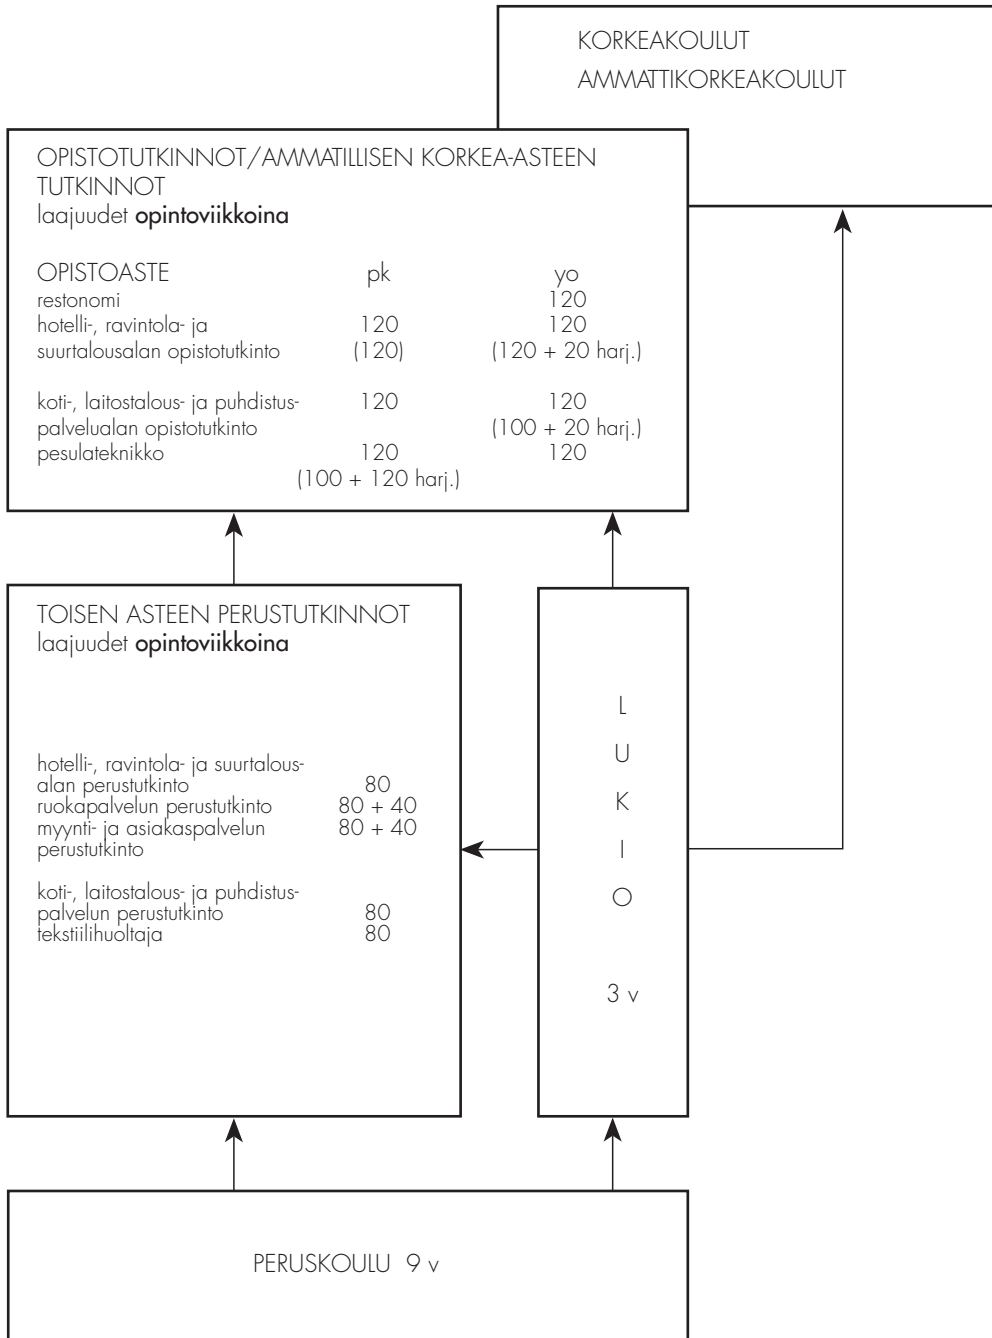 KORKEAKOULUT
AMMATTIKORKEAKOULUT
OPISTOTUTKINNOT/AMMATILLISEN KORKEA-ASTEEN
TUTKINNOT
laajuudet opintoviikkoina
OPISTOASTE pk yo
restonomi 120
hotelli-, ravintola- ja 120 120
suurtalousalan opistotutkinto (120) (120 + 20 harj.)
koti-, laitostalous- ja puhdistus- 120 120
palvelualan opistotutkinto (100 + 20 harj.)
pesulateknikko 120 120
(100 + 120 harj.)
TOISEN ASTEEN PERUSTUTKINNOT
laajuudet opintoviikkoina
hotelli-, ravintola- ja suurtalous-
alan perustutkinto 80
ruokapalvelun perustutkinto 80 + 40
myynti- ja asiakaspalvelun 80 + 40
perustutkinto
koti-, laitostalous- ja puhdistus-
palvelun perustutkinto 80
tekstiilihuoltaja 80
L
U
K
I
O
3 v
PERUSKOULU 9 v